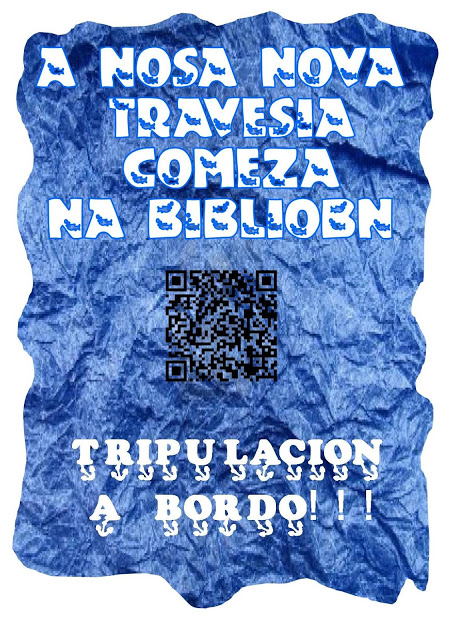 A NOSA NOVA
TRAVESIA
COMEZA
NA BIBLIOBN
TRIPULACION
A BORDO!!!